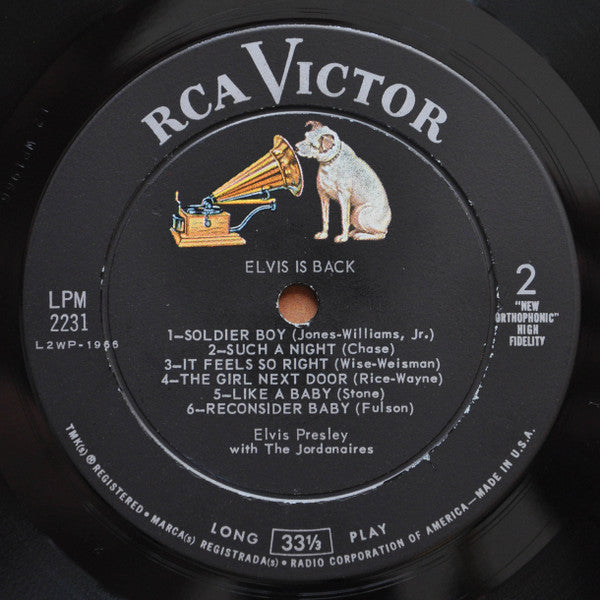 RCA VICTOR
ELVIS IS BACK
LPM
2231
L2WP-1966
2
"NEW
ORTHOPHONIC"
HIGH
FIDELITY
1—SOLDIER BOY (Jones-Williams, Jr.)
2—SUCH A NIGHT (Chase)
3—IT FEELS SO RIGHT (Wise-Weisman)
4—THE GIRL NEXT DOOR (Rice-Wayne)
5—LIKE A BABY (Stone)
6—RECONSIDER BABY (Fulson)
Elvis Presley
with The Jordanaires
LONG 33⅓ PLAY
TMK(s) ® REGISTERED • MARCA(s) REGISTRADA(s) • RADIO CORPORATION OF AMERICA—MADE IN U.S.A.